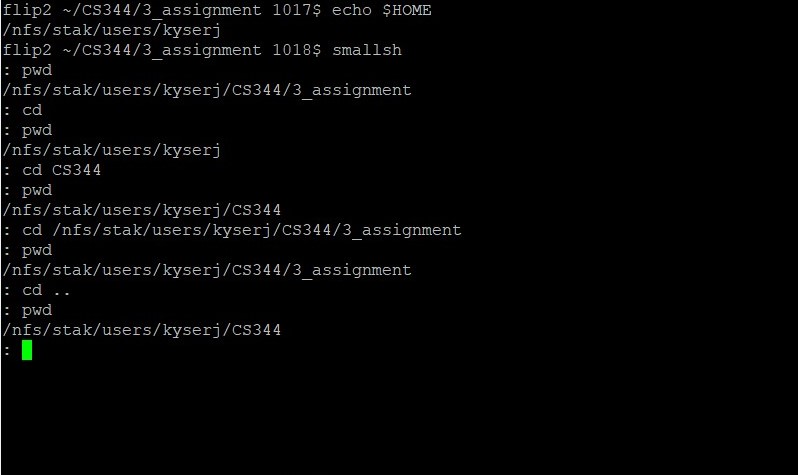 flip2 ~/CS344/3_assignment 1017$ echo $HOME
/nfs/stak/users/kyserj
flip2 ~/CS344/3_assignment 1018$ smallsh
: pwd
/nfs/stak/users/kyserj/CS344/3_assignment
: cd
: pwd
/nfs/stak/users/kyserj
: cd CS344
: pwd
/nfs/stak/users/kyserj/CS344
: cd /nfs/stak/users/kyserj/CS344/3_assignment
: pwd
/nfs/stak/users/kyserj/CS344/3_assignment
: cd ..
: pwd
/nfs/stak/users/kyserj/CS344
: